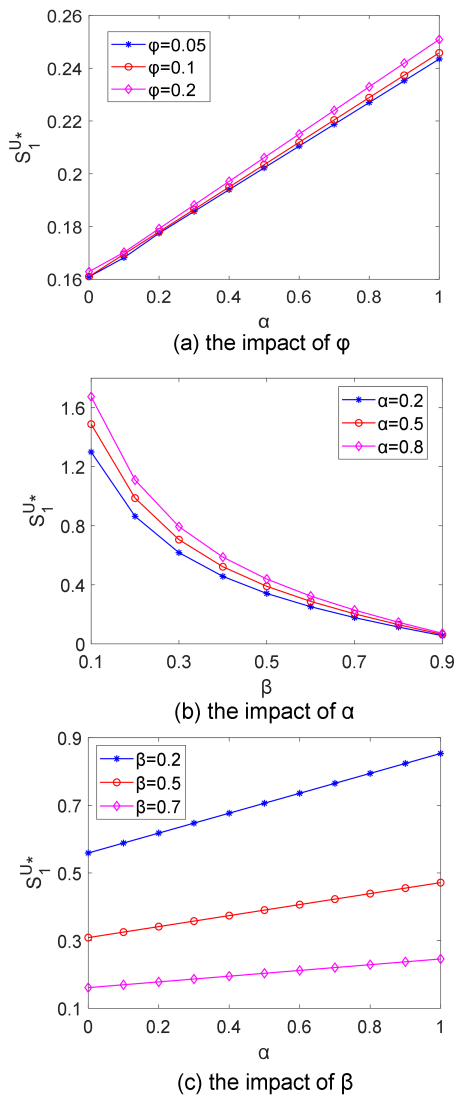 0.26
0.24
0.22
0.2
0.18
0.16
S₁ᵁ*
φ=0.05
φ=0.1
φ=0.2
0 0.2 0.4 0.6 0.8 1
α
(a) the impact of φ
1.6
1.2
0.8
0.4
0
S₁ᵁ*
α=0.2
α=0.5
α=0.8
0.1 0.3 0.5 0.7 0.9
β
(b) the impact of α
0.9
0.7
0.5
0.3
0.1
S₁ᵁ*
β=0.2
β=0.5
β=0.7
0 0.2 0.4 0.6 0.8 1
α
(c) the impact of β